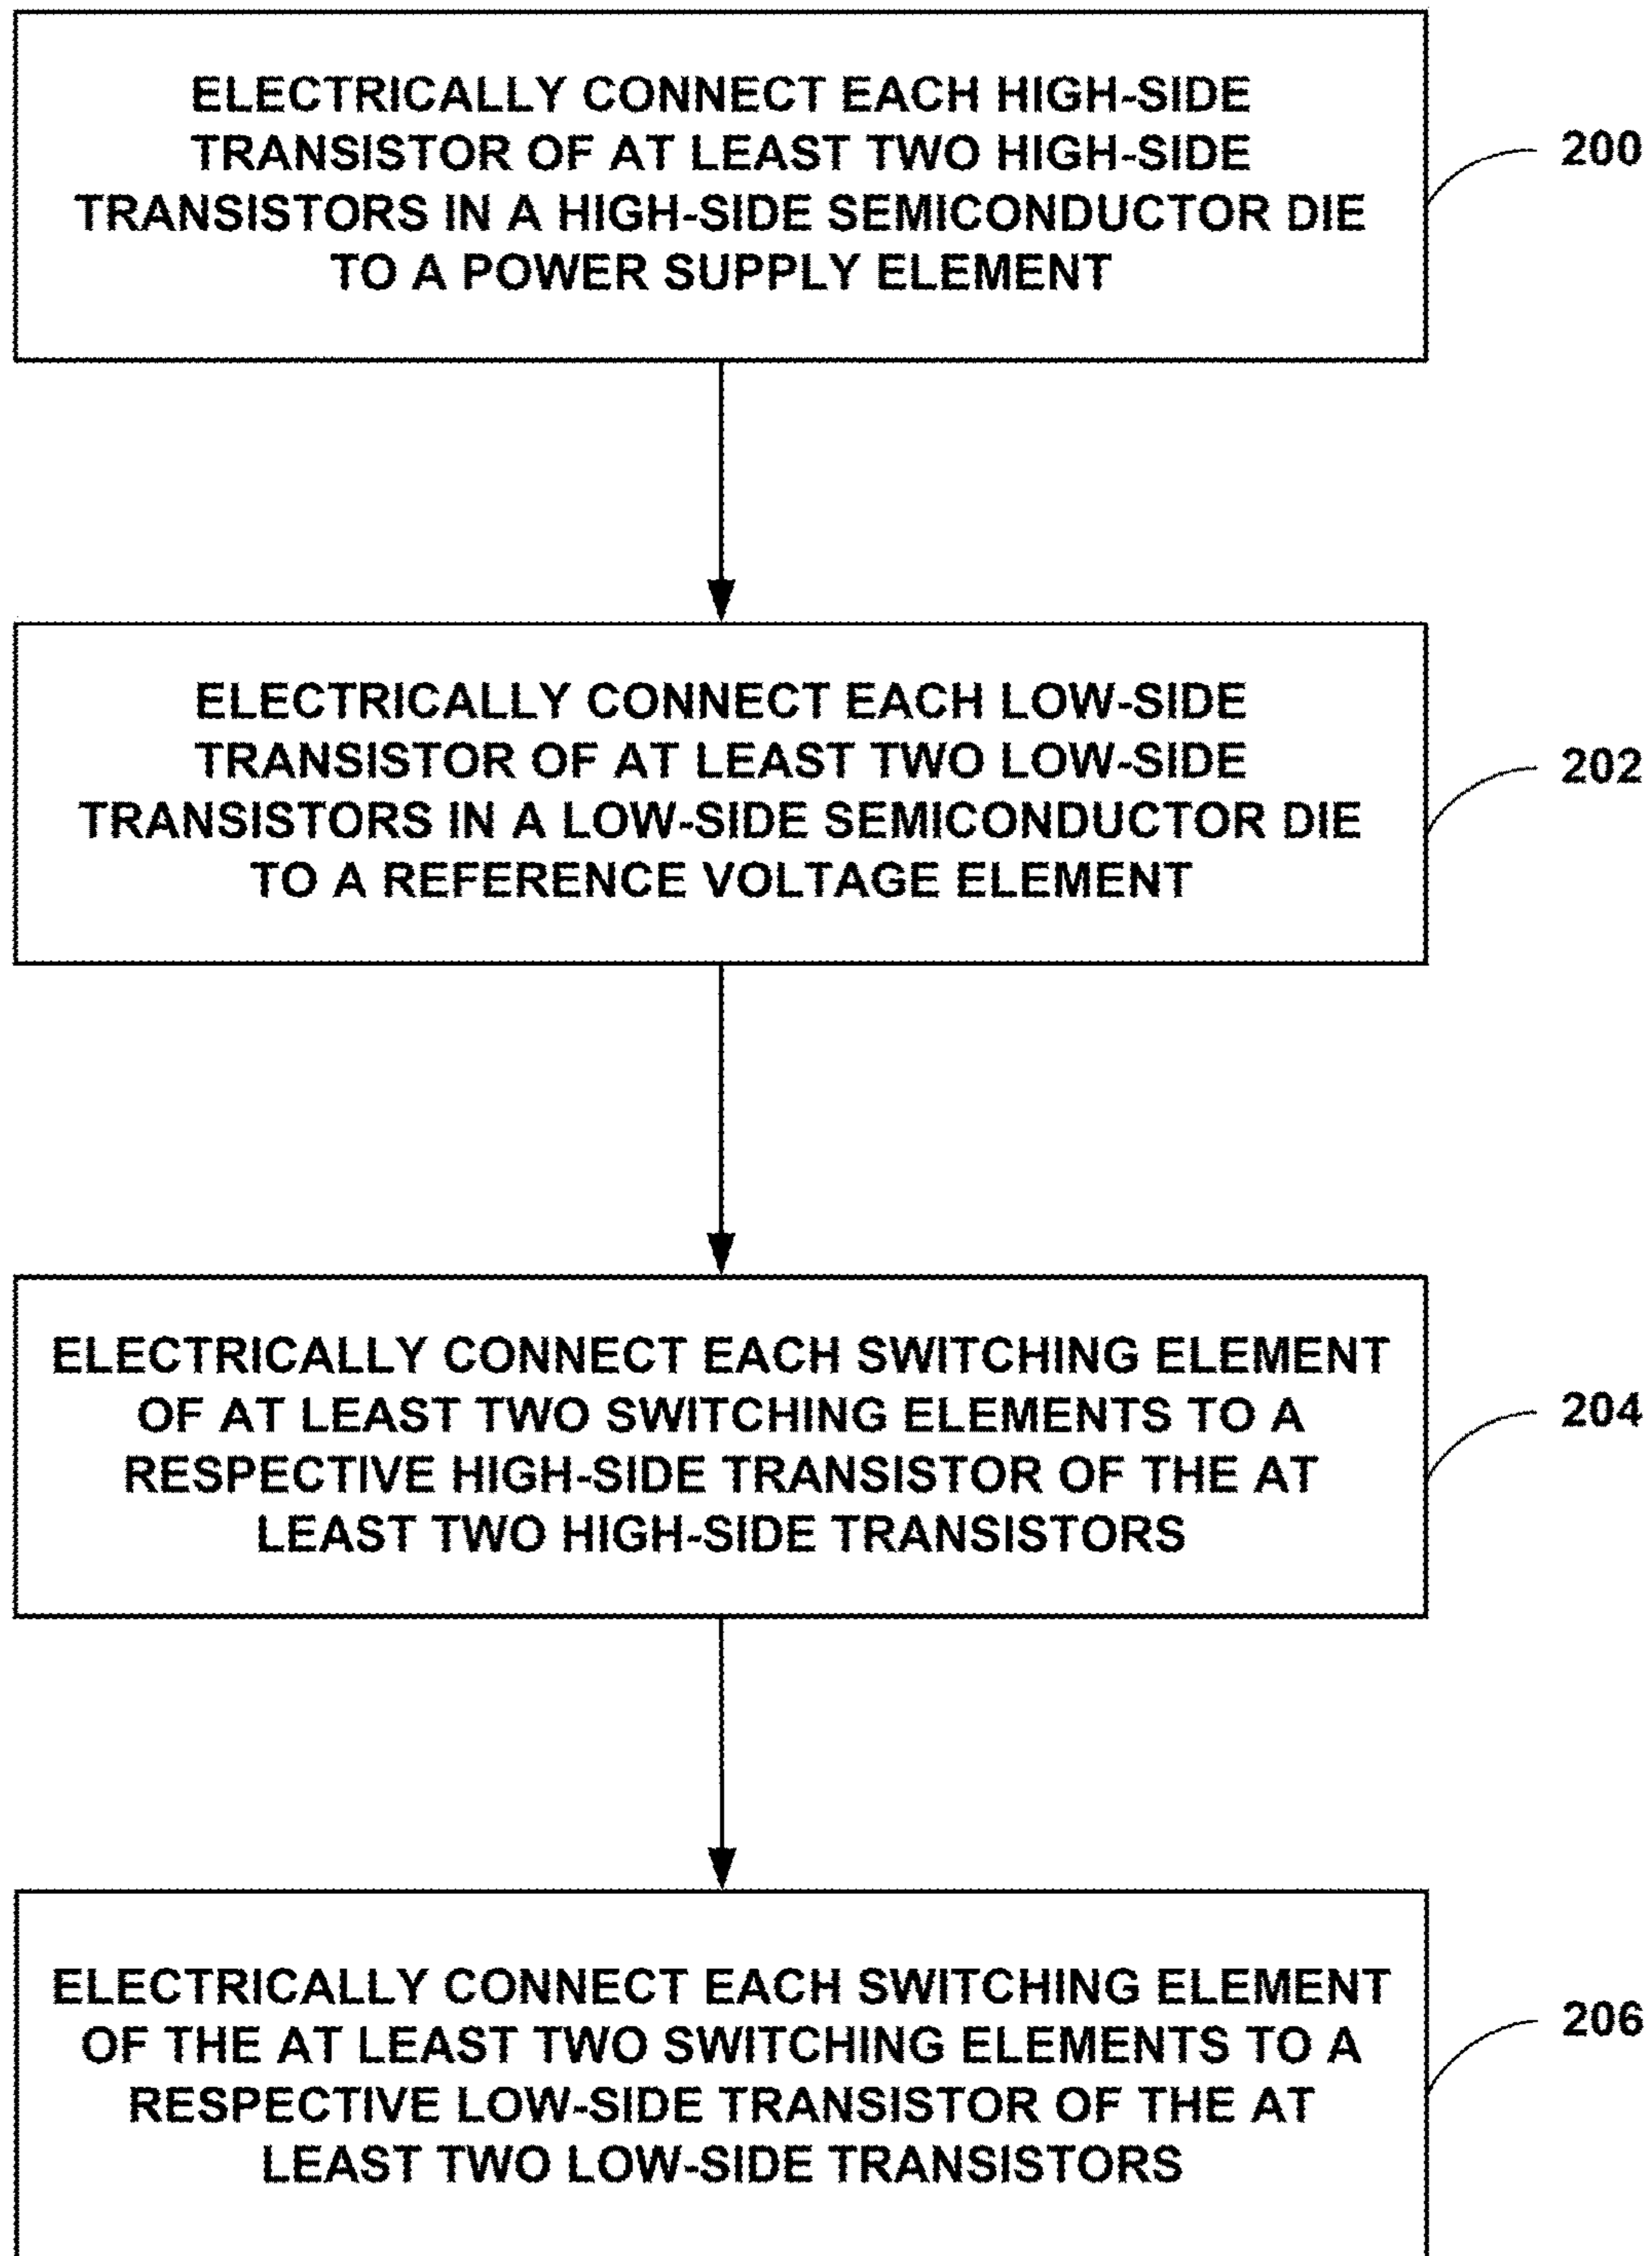 ELECTRICALLY CONNECT EACH HIGH-SIDE
TRANSISTOR OF AT LEAST TWO HIGH-SIDE
TRANSISTORS IN A HIGH-SIDE SEMICONDUCTOR DIE
TO A POWER SUPPLY ELEMENT
200
ELECTRICALLY CONNECT EACH LOW-SIDE
TRANSISTOR OF AT LEAST TWO LOW-SIDE
TRANSISTORS IN A LOW-SIDE SEMICONDUCTOR DIE
TO A REFERENCE VOLTAGE ELEMENT
202
ELECTRICALLY CONNECT EACH SWITCHING ELEMENT
OF AT LEAST TWO SWITCHING ELEMENTS TO A
RESPECTIVE HIGH-SIDE TRANSISTOR OF THE AT
LEAST TWO HIGH-SIDE TRANSISTORS
204
ELECTRICALLY CONNECT EACH SWITCHING ELEMENT
OF THE AT LEAST TWO SWITCHING ELEMENTS TO A
RESPECTIVE LOW-SIDE TRANSISTOR OF THE AT
LEAST TWO LOW-SIDE TRANSISTORS
206